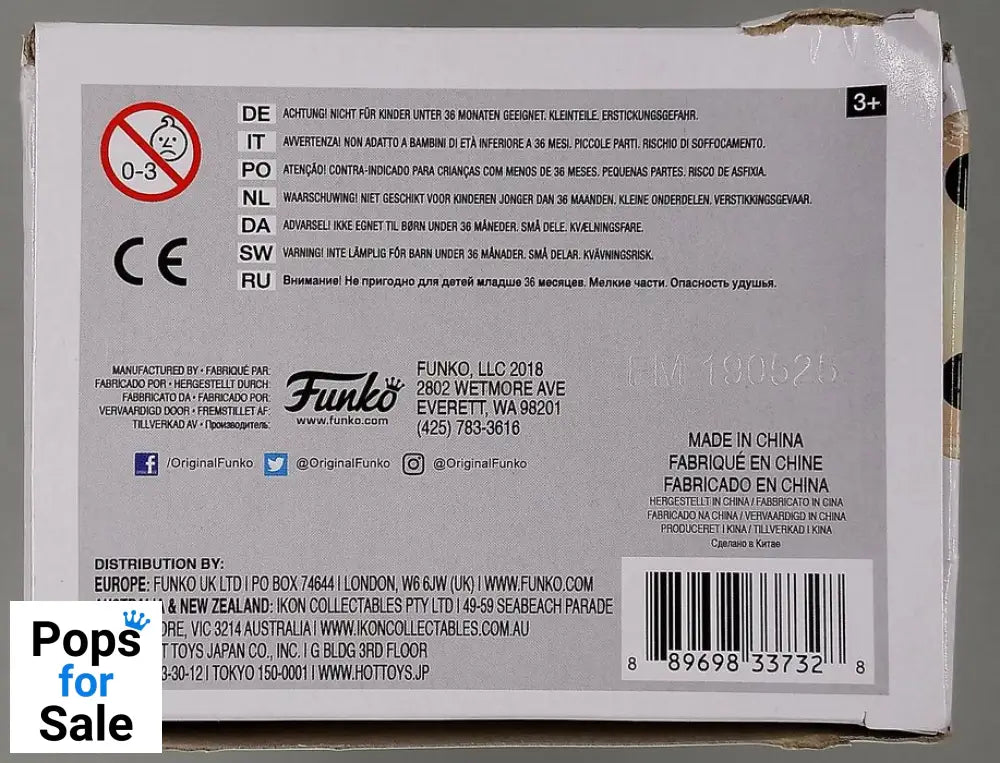 3+
0-3
DE ACHTUNG! NICHT FÜR KINDER UNTER 36 MONATEN GEEIGNET. KLEINTEILE. ERSTICKUNGSGEFAHR.
IT AVVERTENZA! NON ADATTO A BAMBINI DI ETÀ INFERIORE A 36 MESI. PICCOLE PARTI. RISCHIO DI SOFFOCAMENTO.
PO ATENÇÃO! CONTRA-INDICADO PARA CRIANÇAS COM MENOS DE 36 MESES. PEQUENAS PARTES. RISCO DE ASFIXIA.
NL WAARSCHUWING! NIET GESCHIKT VOOR KINDEREN JONGER DAN 36 MAANDEN. KLEINE ONDERDELEN. VERSTIKKINGSGEVAAR.
DA ADVARSEL! IKKE EGNET TIL BØRN UNDER 36 MÅNEDER. SMÅ DELE. KVÆLNINGSFARE.
SW VARNING! INTE LÄMPLIG FÖR BARN UNDER 36 MÅNADER. SMÅ DELAR. KVÄVNINGSRISK.
RU Внимание! Не пригодно для детей младше 36 месяцев. Мелкие части. Опасность удушья.
CE
MANUFACTURED BY • FABRIQUÉ PAR:
FABRICADO POR • HERGESTELLT DURCH:
FABBRICATO DA • FABRICADO POR:
VERVAARDIGD DOOR • FREMSTILLET AF:
TILLVERKAD AV • Производитель:
Funko
www.funko.com
FUNKO, LLC 2018
2802 WETMORE AVE
EVERETT, WA 98201
(425) 783-3616
FM 190525
/OriginalFunko @OriginalFunko @OriginalFunko
MADE IN CHINA
FABRIQUÉ EN CHINE
FABRICADO EN CHINA
HERGESTELLT IN CHINA / FABBRICATO IN CINA
FABRICADO NA CHINA / VERVAARDIGD IN CHINA
PRODUCERET I KINA / TILLVERKAD I KINA
Сделано в Китае
DISTRIBUTION BY:
EUROPE: FUNKO UK LTD | PO BOX 74644 | LONDON, W6 6JW (UK) | WWW.FUNKO.COM
& NEW ZEALAND: IKON COLLECTABLES PTY LTD | 49-59 SEABEACH PARADE
VIC 3214 AUSTRALIA | WWW.IKONCOLLECTABLES.COM.AU
TOYS JAPAN CO., INC. | G BLDG 3RD FLOOR
3-30-12 | TOKYO 150-0001 | WWW.HOTTOYS.JP
8 89698 33732 8
Pops
for
Sale